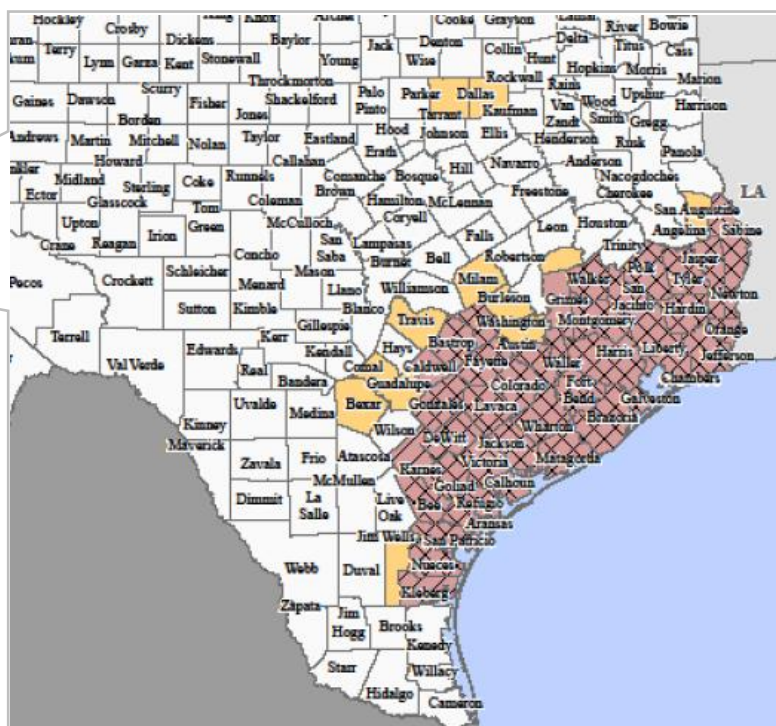 Hockley
Crosby
Dickens
Baylor
Archer
Cooke
Grayson
Lamar
River
Bowie
Terry
Lynn
Garza
Kent
Stonewall
Young
Jack
Wise
Denton
Collin
Hunt
Delta
Titus
Cass
Throckmorton
Rockwall
Hopkins
Morris
Marion
Gaines
Dawson
Borden
Scurry
Fisher
Jones
Shackelford
Palo
Pinto
Parker
Tarrant
Dallas
Kaufman
Rains
Van
Zandt
Wood
Smith
Upshur
Gregg
Harrison
Andrews
Martin
Howard
Mitchell
Nolan
Taylor
Callahan
Eastland
Erath
Hood
Johnson
Ellis
Henderson
Rusk
Panola
Midland
Glasscock
Sterling
Coke
Runnels
Coleman
Brown
Comanche
Bosque
Hill
Navarro
Freestone
Anderson
Cherokee
Nacogdoches
LA
Ector
Upton
Crane
Reagan
Irion
Tom
Green
Concho
McCulloch
San
Saba
Hamilton
Coryell
McLennan
Lampasas
Burnet
Bell
Falls
Robertson
Leon
Houston
Trinity
Angelina
San Augustine
Sabine
Pecos
Crockett
Schleicher
Sutton
Menard
Kimble
Mason
Llano
Blanco
Gillespie
Williamson
Milam
Burleson
Washington
Grimes
Walker
Polk
San
Jacinto
Tyler
Jasper
Newton
Hardin
Orange
Jefferson
Liberty
Chambers
Montgomery
Harris
Terrell
Val Verde
Edwards
Real
Kerr
Kendall
Bandera
Travis
Hays
Comal
Guadalupe
Bastrop
Caldwell
Fayette
Austin
Waller
Fort
Bend
Galveston
Brazoria
Kinney
Uvalde
Medina
Bexar
Wilson
Gonzales
Lavaca
Colorado
Wharton
Matagorda
Maverick
Zavala
Frio
Atascosa
Karnes
DeWitt
Jackson
Victoria
Calhoun
Goliad
Dimmit
La
Salle
McMullen
Live
Oak
Bee
Refugio
Aransas
San Patricio
Webb
Duval
Jim Wells
Nueces
Kleberg
Zapata
Jim
Hogg
Brooks
Kenedy
Starr
Willacy
Hidalgo
Cameron